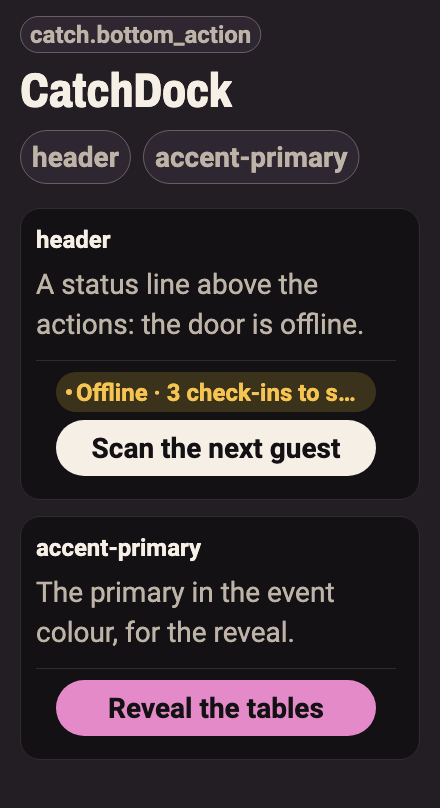 catch.bottom_action
CatchDock
header accent-primary
header
A status line above the
actions: the door is offline.
•Offline · 3 check-ins to s…
Scan the next guest
accent-primary
The primary in the event
colour, for the reveal.
Reveal the tables